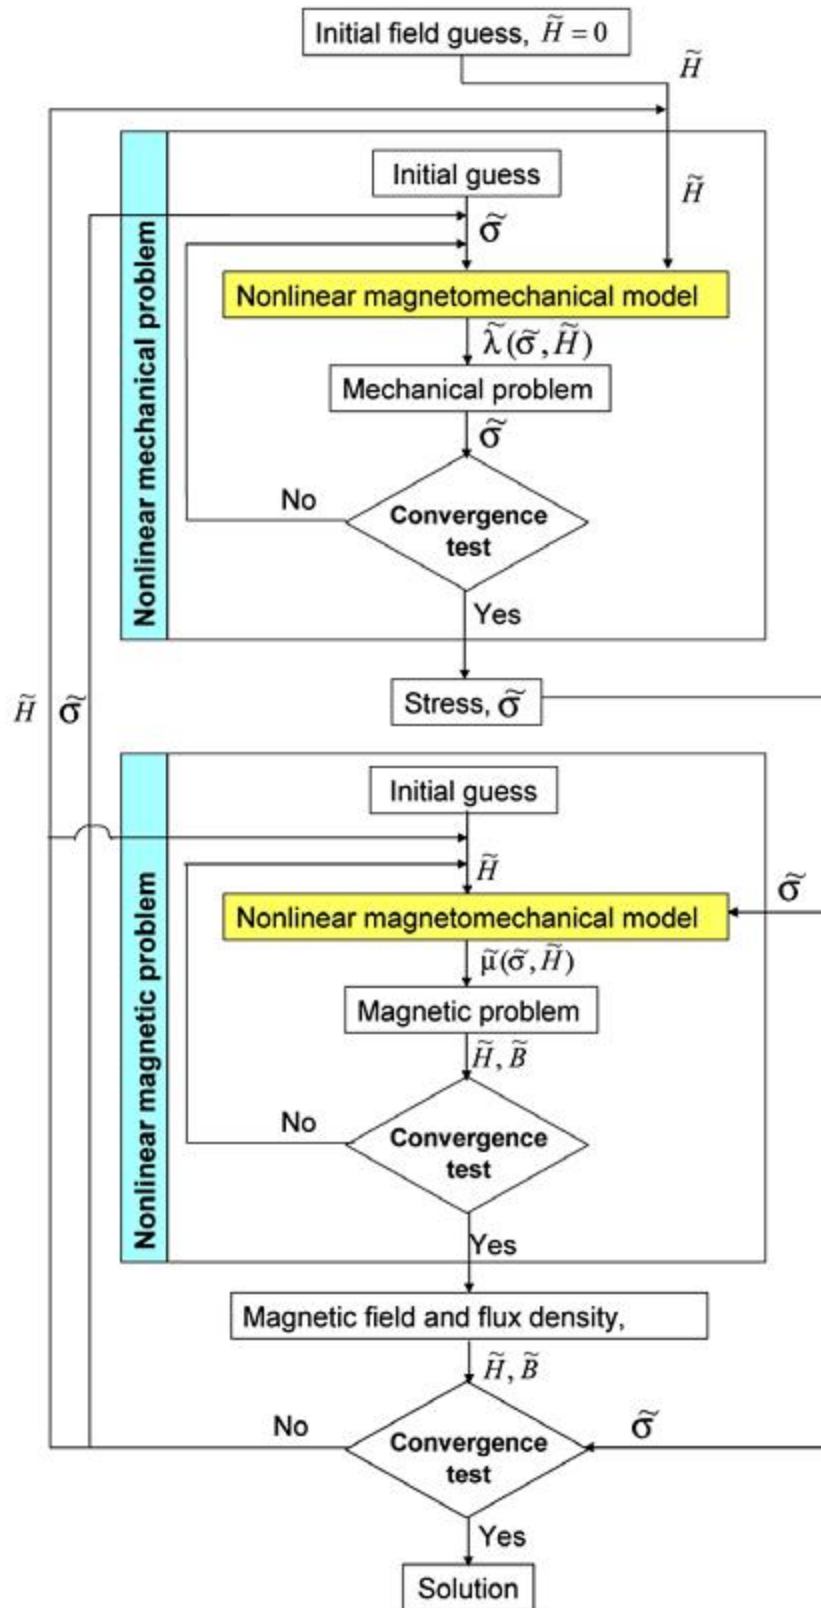 Initial field guess, H̃ = 0
H̃
Nonlinear mechanical problem
Initial guess
H̃
σ̃
Nonlinear magnetomechanical model
λ̃(σ̃, H̃)
Mechanical problem
σ̃
No
Convergence
test
Yes
Stress, σ̃
H̃
σ̃
Nonlinear magnetic problem
Initial guess
H̃
σ̃
Nonlinear magnetomechanical model
μ̃(σ̃, H̃)
Magnetic problem
H̃, B̃
No
Convergence
test
Yes
Magnetic field and flux density,
H̃, B̃
No
σ̃
Convergence
test
Yes
Solution